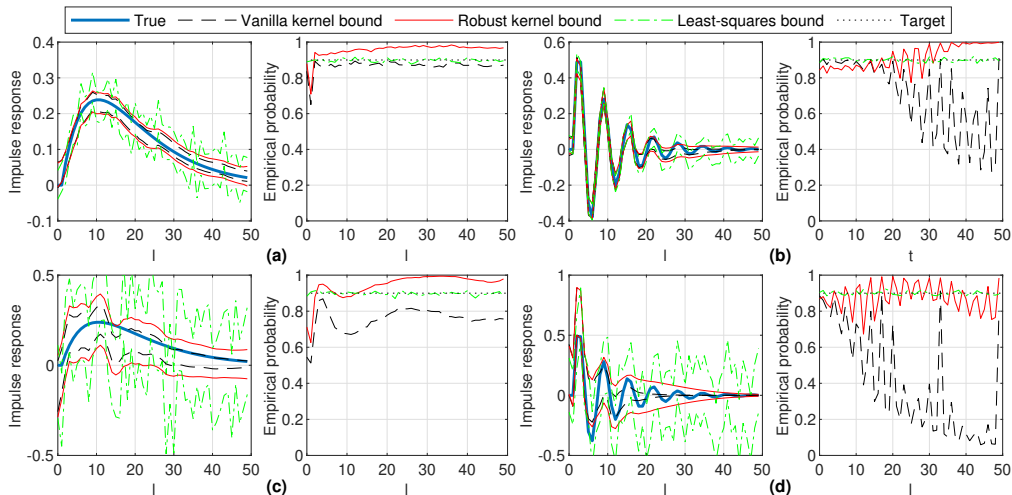 True Vanilla kernel bound Robust kernel bound Least-squares bound Target
Impulse response
0.4
0.3
0.2
0.1
0
-0.1
0 10 20 30 40 50
l
Empirical probability
1
0.8
0.6
0.4
0.2
0
0 10 20 30 40 50
l
(a)
Impulse response
0.6
0.4
0.2
0
-0.2
-0.4
0 10 20 30 40 50
l
Empirical probability
1
0.8
0.6
0.4
0.2
0
0 10 20 30 40 50
t
(b)
Impulse response
0.5
0
-0.5
0 10 20 30 40 50
l
Empirical probability
1
0.8
0.6
0.4
0.2
0
0 10 20 30 40 50
l
(c)
Impulse response
1
0.5
0
-0.5
0 10 20 30 40 50
l
Empirical probability
1
0.8
0.6
0.4
0.2
0
0 10 20 30 40 50
l
(d)